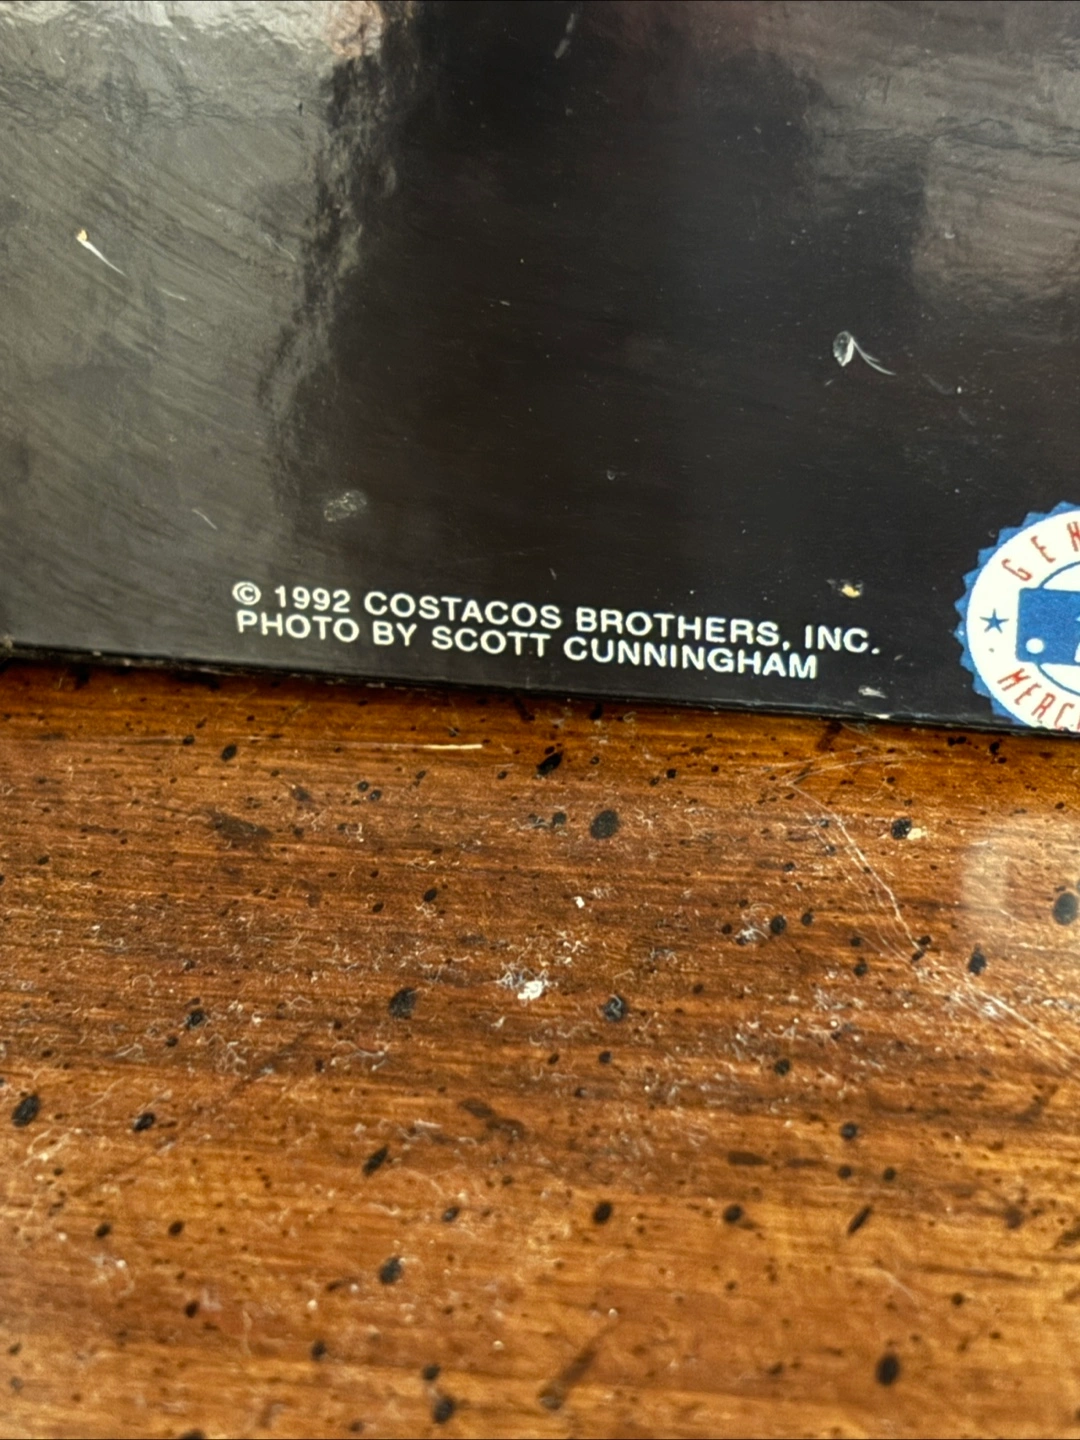 © 1992 COSTACOS BROTHERS, INC.
PHOTO BY SCOTT CUNNINGHAM